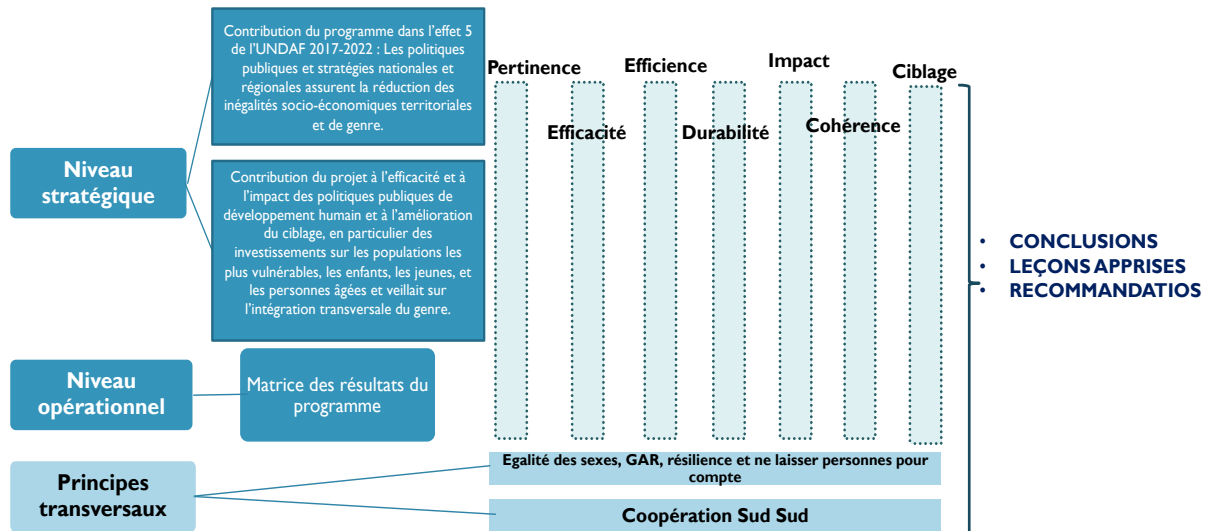 Contribution du programme dans l'effet 5
de l'UNDAF 2017-2022 : Les politiques
publiques et stratégies nationales et
régionales assurent la réduction des
inégalités socio-économiques territoriales
et de genre.
Niveau
stratégique
Contribution du projet à l'efficacité et à
l'impact des politiques publiques de
développement humain et à l'amélioration
du ciblage, en particulier des
investissements sur les populations les
plus vulnérables, les enfants, les jeunes, et
les personnes âgées et veillait sur
l'intégration transversale du genre.
Niveau
opérationnel
Matrice des résultats du
programme
Principes
transversaux
Pertinence
Efficacité
Efficience
Durabilité
Impact
Cohérence
Ciblage
Egalité des sexes, GAR, résilience et ne laisser personnes pour
compte
Coopération Sud Sud
• CONCLUSIONS
• LEÇONS APPRISES
• RECOMMANDATIOS